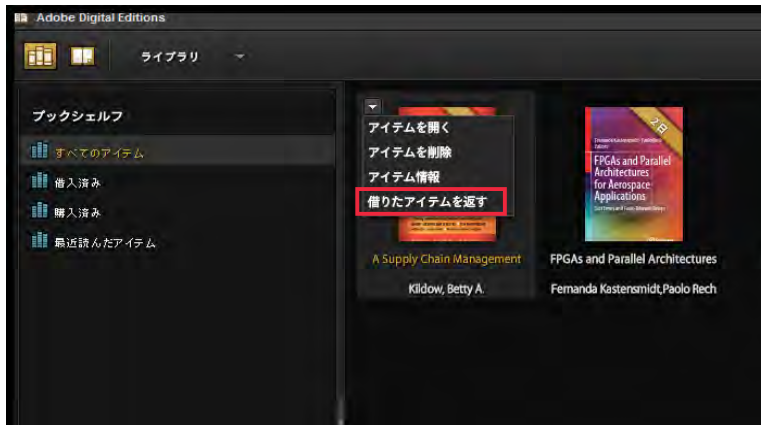 Adobe Digital Editions
ライブラリ
ブックシェルフ
すべてのアイテム
借入済み
購入済み
最近読んだアイテム
アイテムを開く
アイテムを削除
アイテム情報
借りたアイテムを返す
A Supply Chain Management
Kildow, Betty A.
2日
FPGAs and Parallel
Architectures
for Aerospace
Applications
FPGAs and Parallel Architectures
Fernanda Kastensmidt,Paolo Rech